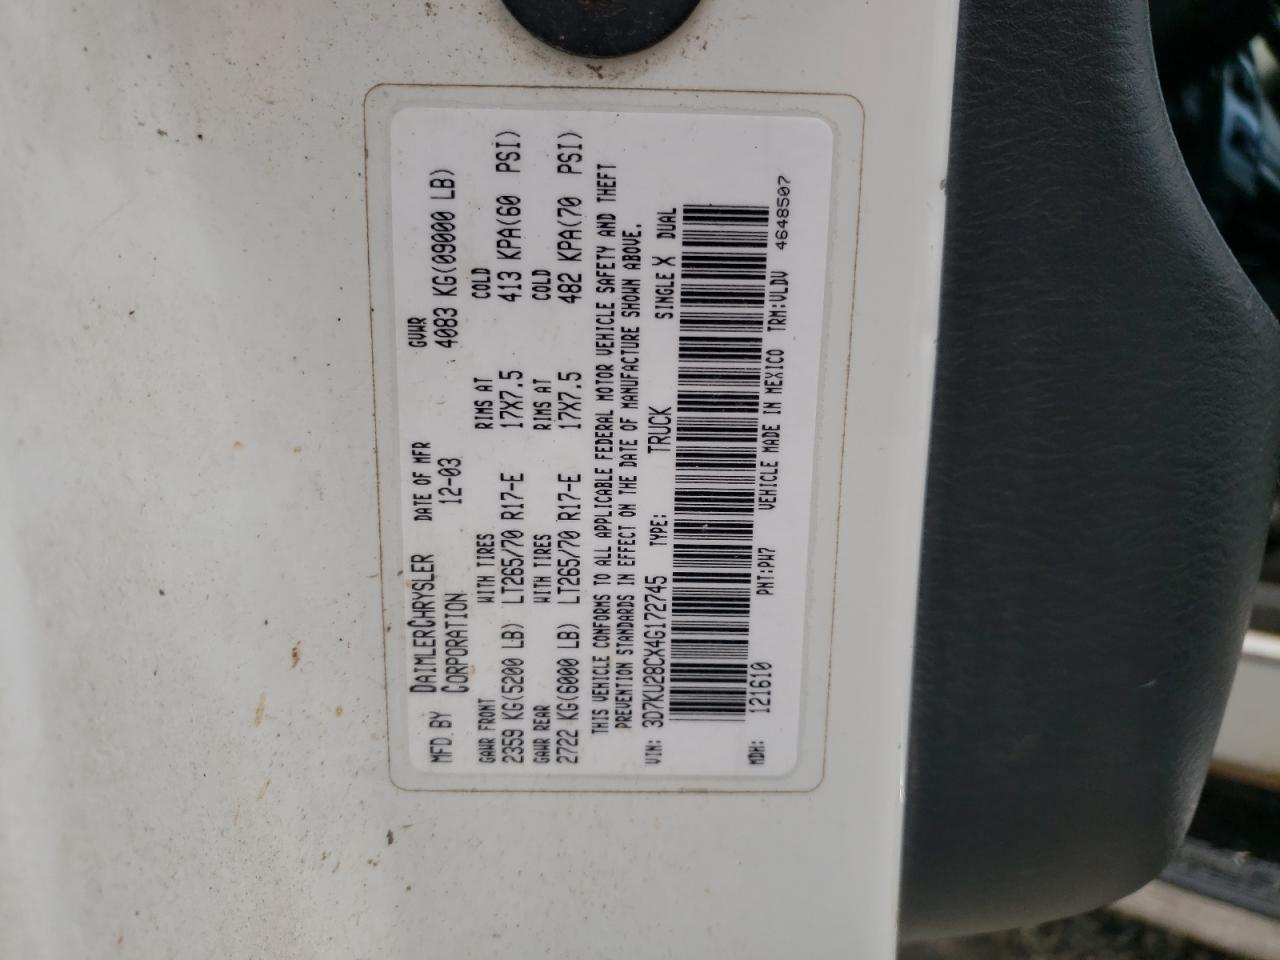 MFD BY DAIMLERCHRYSLER CORPORATION DATE OF MFR 12-03 GVWR 4083 KG(09000 LB)
GAWR FRONT WITH TIRES RIMS AT COLD
2359 KG(5200 LB) LT265/70 R17-E 17X7.5 413 KPA(60 PSI)
GAWR REAR WITH TIRES RIMS AT COLD
2722 KG(6000 LB) LT265/70 R17-E 17X7.5 482 KPA(70 PSI)
THIS VEHICLE CONFORMS TO ALL APPLICABLE FEDERAL MOTOR VEHICLE SAFETY AND THEFT
PREVENTION STANDARDS IN EFFECT ON THE DATE OF MANUFACTURE SHOWN ABOVE.
VIN: 3D7KU28CX4G172745 TYPE: TRUCK SINGLE X DUAL
MDH: 121610 PNT:PW7 VEHICLE MADE IN MEXICO TRM:VLDV 4648507